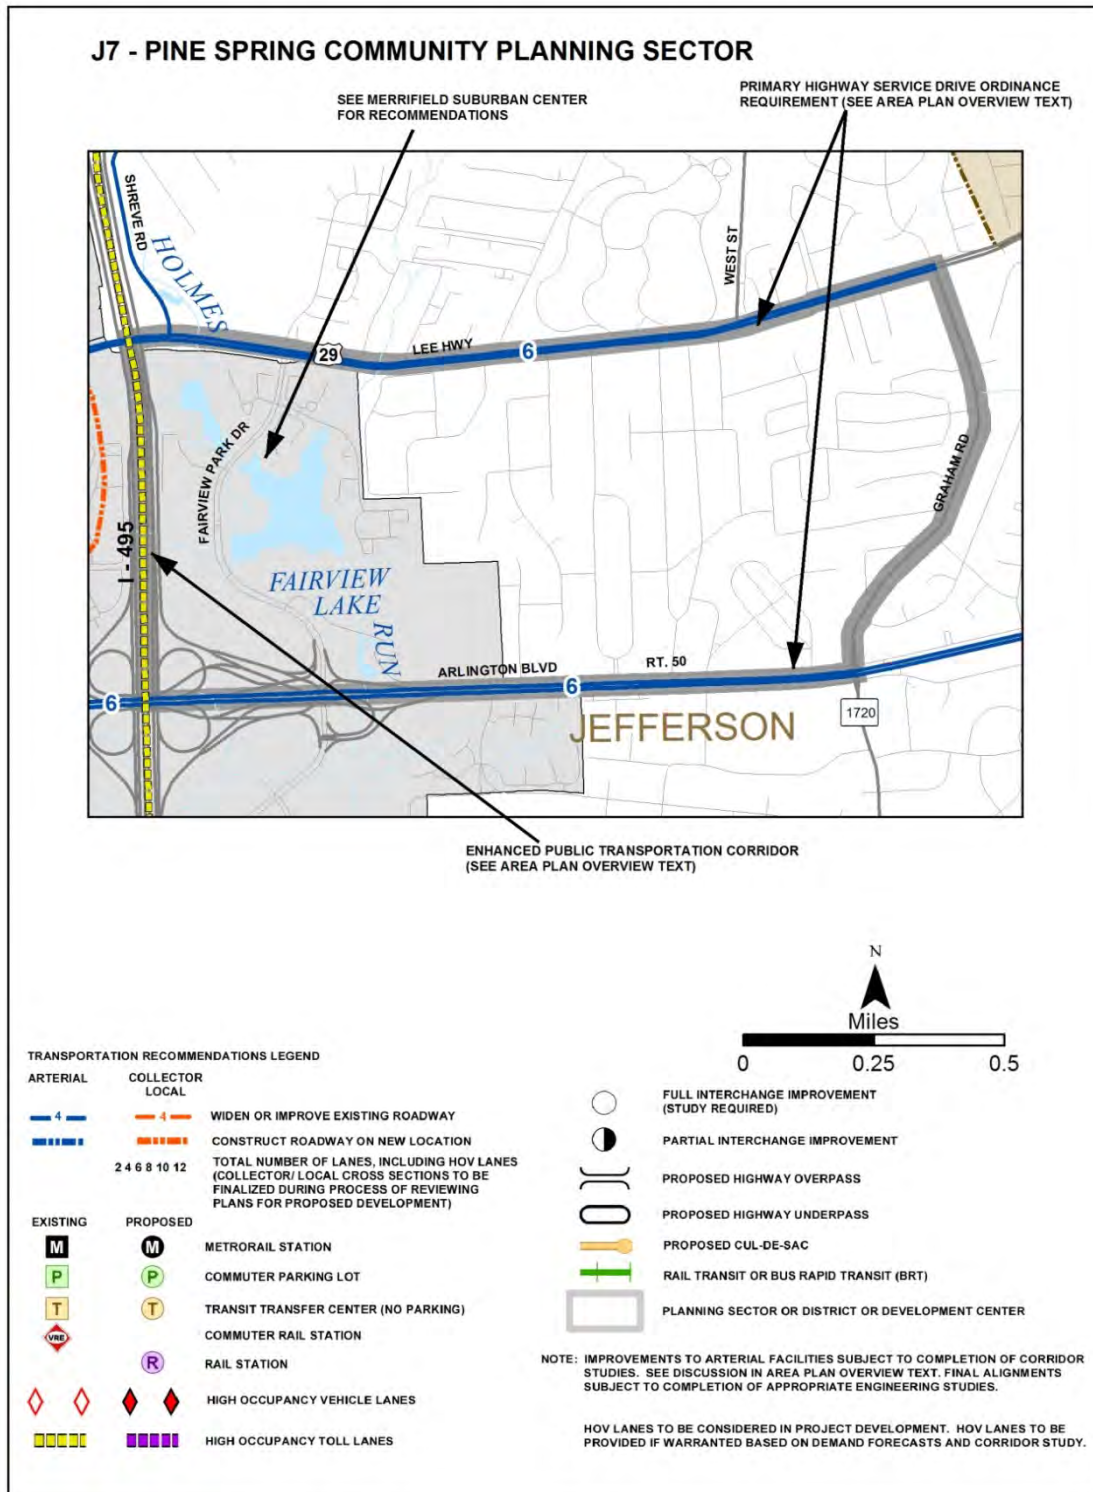 J7 - PINE SPRING COMMUNITY PLANNING SECTOR
SEE MERRIFIELD SUBURBAN CENTER
FOR RECOMMENDATIONS
PRIMARY HIGHWAY SERVICE DRIVE ORDINANCE
REQUIREMENT (SEE AREA PLAN OVERVIEW TEXT)
SHREVE RD
HOLMES
WEST ST
29
LEE HWY
6
FAIRVIEW PARK DR
GRAHAM RD
I - 495
FAIRVIEW
LAKE
RUN
ARLINGTON BLVD
RT. 50
6
6
JEFFERSON
1720
ENHANCED PUBLIC TRANSPORTATION CORRIDOR
(SEE AREA PLAN OVERVIEW TEXT)
N
Miles
0 0.25 0.5
TRANSPORTATION RECOMMENDATIONS LEGEND
ARTERIAL
COLLECTOR
LOCAL
4 4 WIDEN OR IMPROVE EXISTING ROADWAY
CONSTRUCT ROADWAY ON NEW LOCATION
2 4 6 8 10 12 TOTAL NUMBER OF LANES, INCLUDING HOV LANES
(COLLECTOR/ LOCAL CROSS SECTIONS TO BE
FINALIZED DURING PROCESS OF REVIEWING
PLANS FOR PROPOSED DEVELOPMENT)
EXISTING PROPOSED
M M METRORAIL STATION
P P COMMUTER PARKING LOT
T T TRANSIT TRANSFER CENTER (NO PARKING)
VRE COMMUTER RAIL STATION
R RAIL STATION
HIGH OCCUPANCY VEHICLE LANES
HIGH OCCUPANCY TOLL LANES
FULL INTERCHANGE IMPROVEMENT
(STUDY REQUIRED)
PARTIAL INTERCHANGE IMPROVEMENT
PROPOSED HIGHWAY OVERPASS
PROPOSED HIGHWAY UNDERPASS
PROPOSED CUL-DE-SAC
RAIL TRANSIT OR BUS RAPID TRANSIT (BRT)
PLANNING SECTOR OR DISTRICT OR DEVELOPMENT CENTER
NOTE: IMPROVEMENTS TO ARTERIAL FACILITIES SUBJECT TO COMPLETION OF CORRIDOR
STUDIES. SEE DISCUSSION IN AREA PLAN OVERVIEW TEXT. FINAL ALIGNMENTS
SUBJECT TO COMPLETION OF APPROPRIATE ENGINEERING STUDIES.
HOV LANES TO BE CONSIDERED IN PROJECT DEVELOPMENT. HOV LANES TO BE
PROVIDED IF WARRANTED BASED ON DEMAND FORECASTS AND CORRIDOR STUDY.